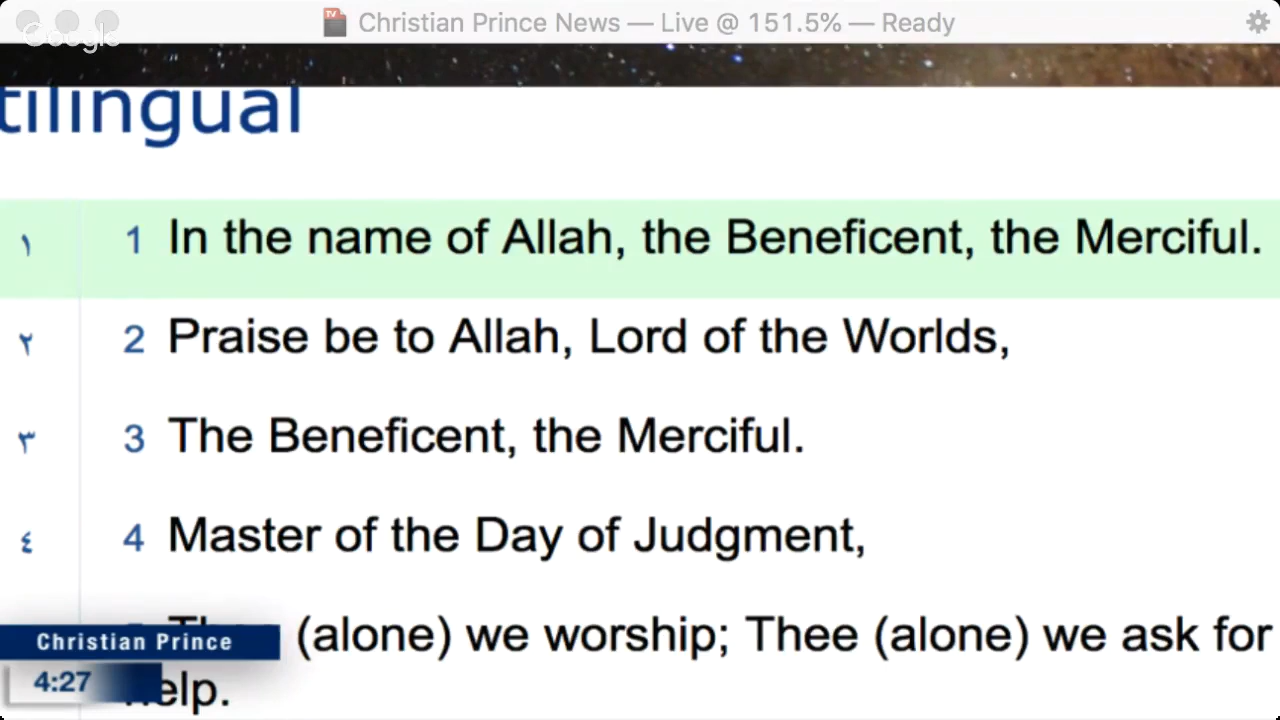 Christian Prince News — Live @ 151.5% — Ready
Google
tilingual
١ 1 In the name of Allah, the Beneficent, the Merciful.
٢ 2 Praise be to Allah, Lord of the Worlds,
٣ 3 The Beneficent, the Merciful.
٤ 4 Master of the Day of Judgment,
(alone) we worship; Thee (alone) we ask for
help.
Christian Prince
4:27